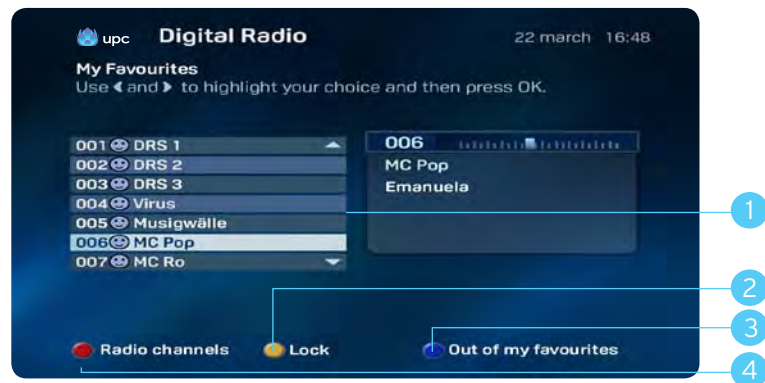 upc Digital Radio 22 march 16:48
My Favourites
Use and to highlight your choice and then press OK.
001 DRS 1
002 DRS 2
003 DRS 3
004 Virus
005 Musigwälle
006 MC Pop
007 MC Ro
006
MC Pop
Emanuela
1
2
3
4
Radio channels Lock Out of my favourites